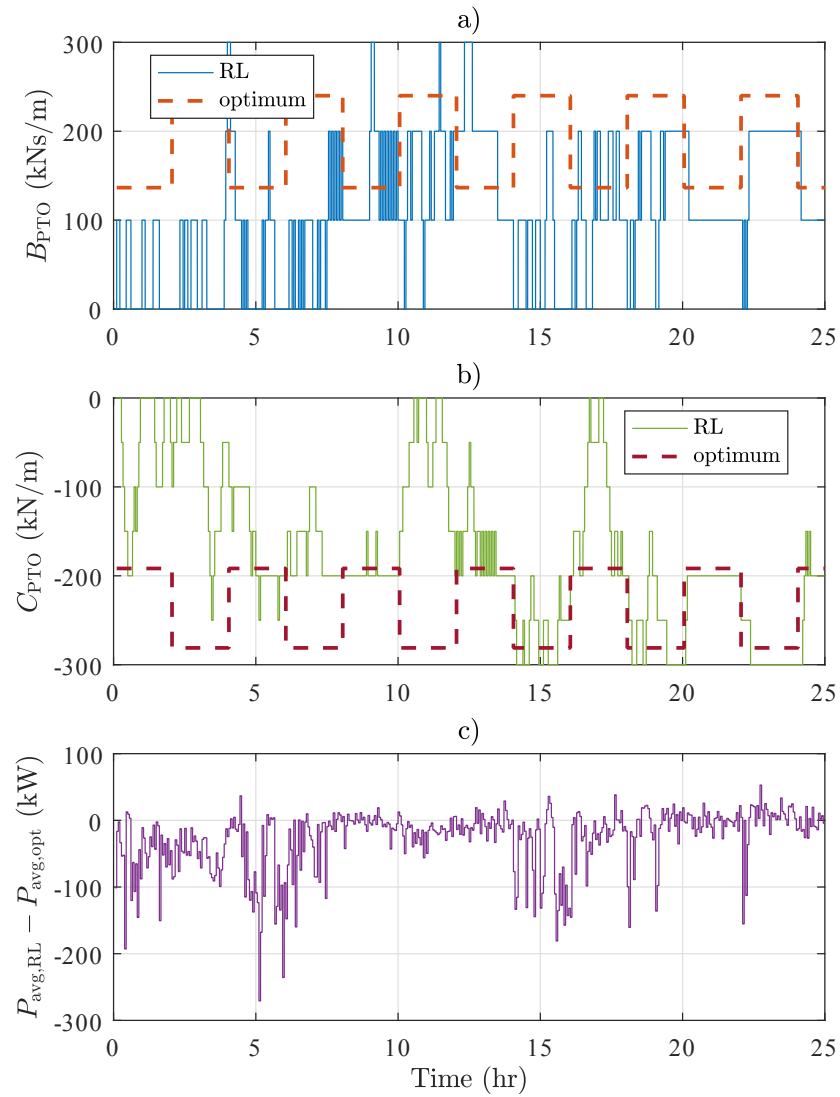 a)
300
200
100
0
B_PTO (kNs/m)
RL
optimum
0 5 10 15 20 25
b)
0
-100
-200
-300
C_PTO (kN/m)
RL
optimum
0 5 10 15 20 25
c)
100
0
-100
-200
-300
P_avg,RL − P_avg,opt (kW)
0 5 10 15 20 25
Time (hr)